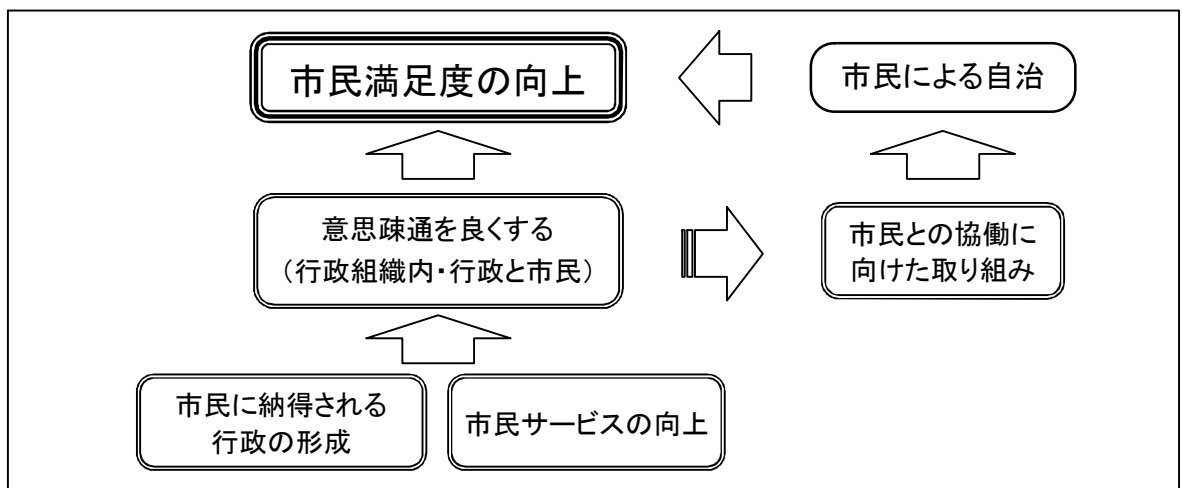 市民満足度の向上
市民による自治
意思疎通を良くする
（行政組織内・行政と市民）
市民との協働に
向けた取り組み
市民に納得される
行政の形成
市民サービスの向上